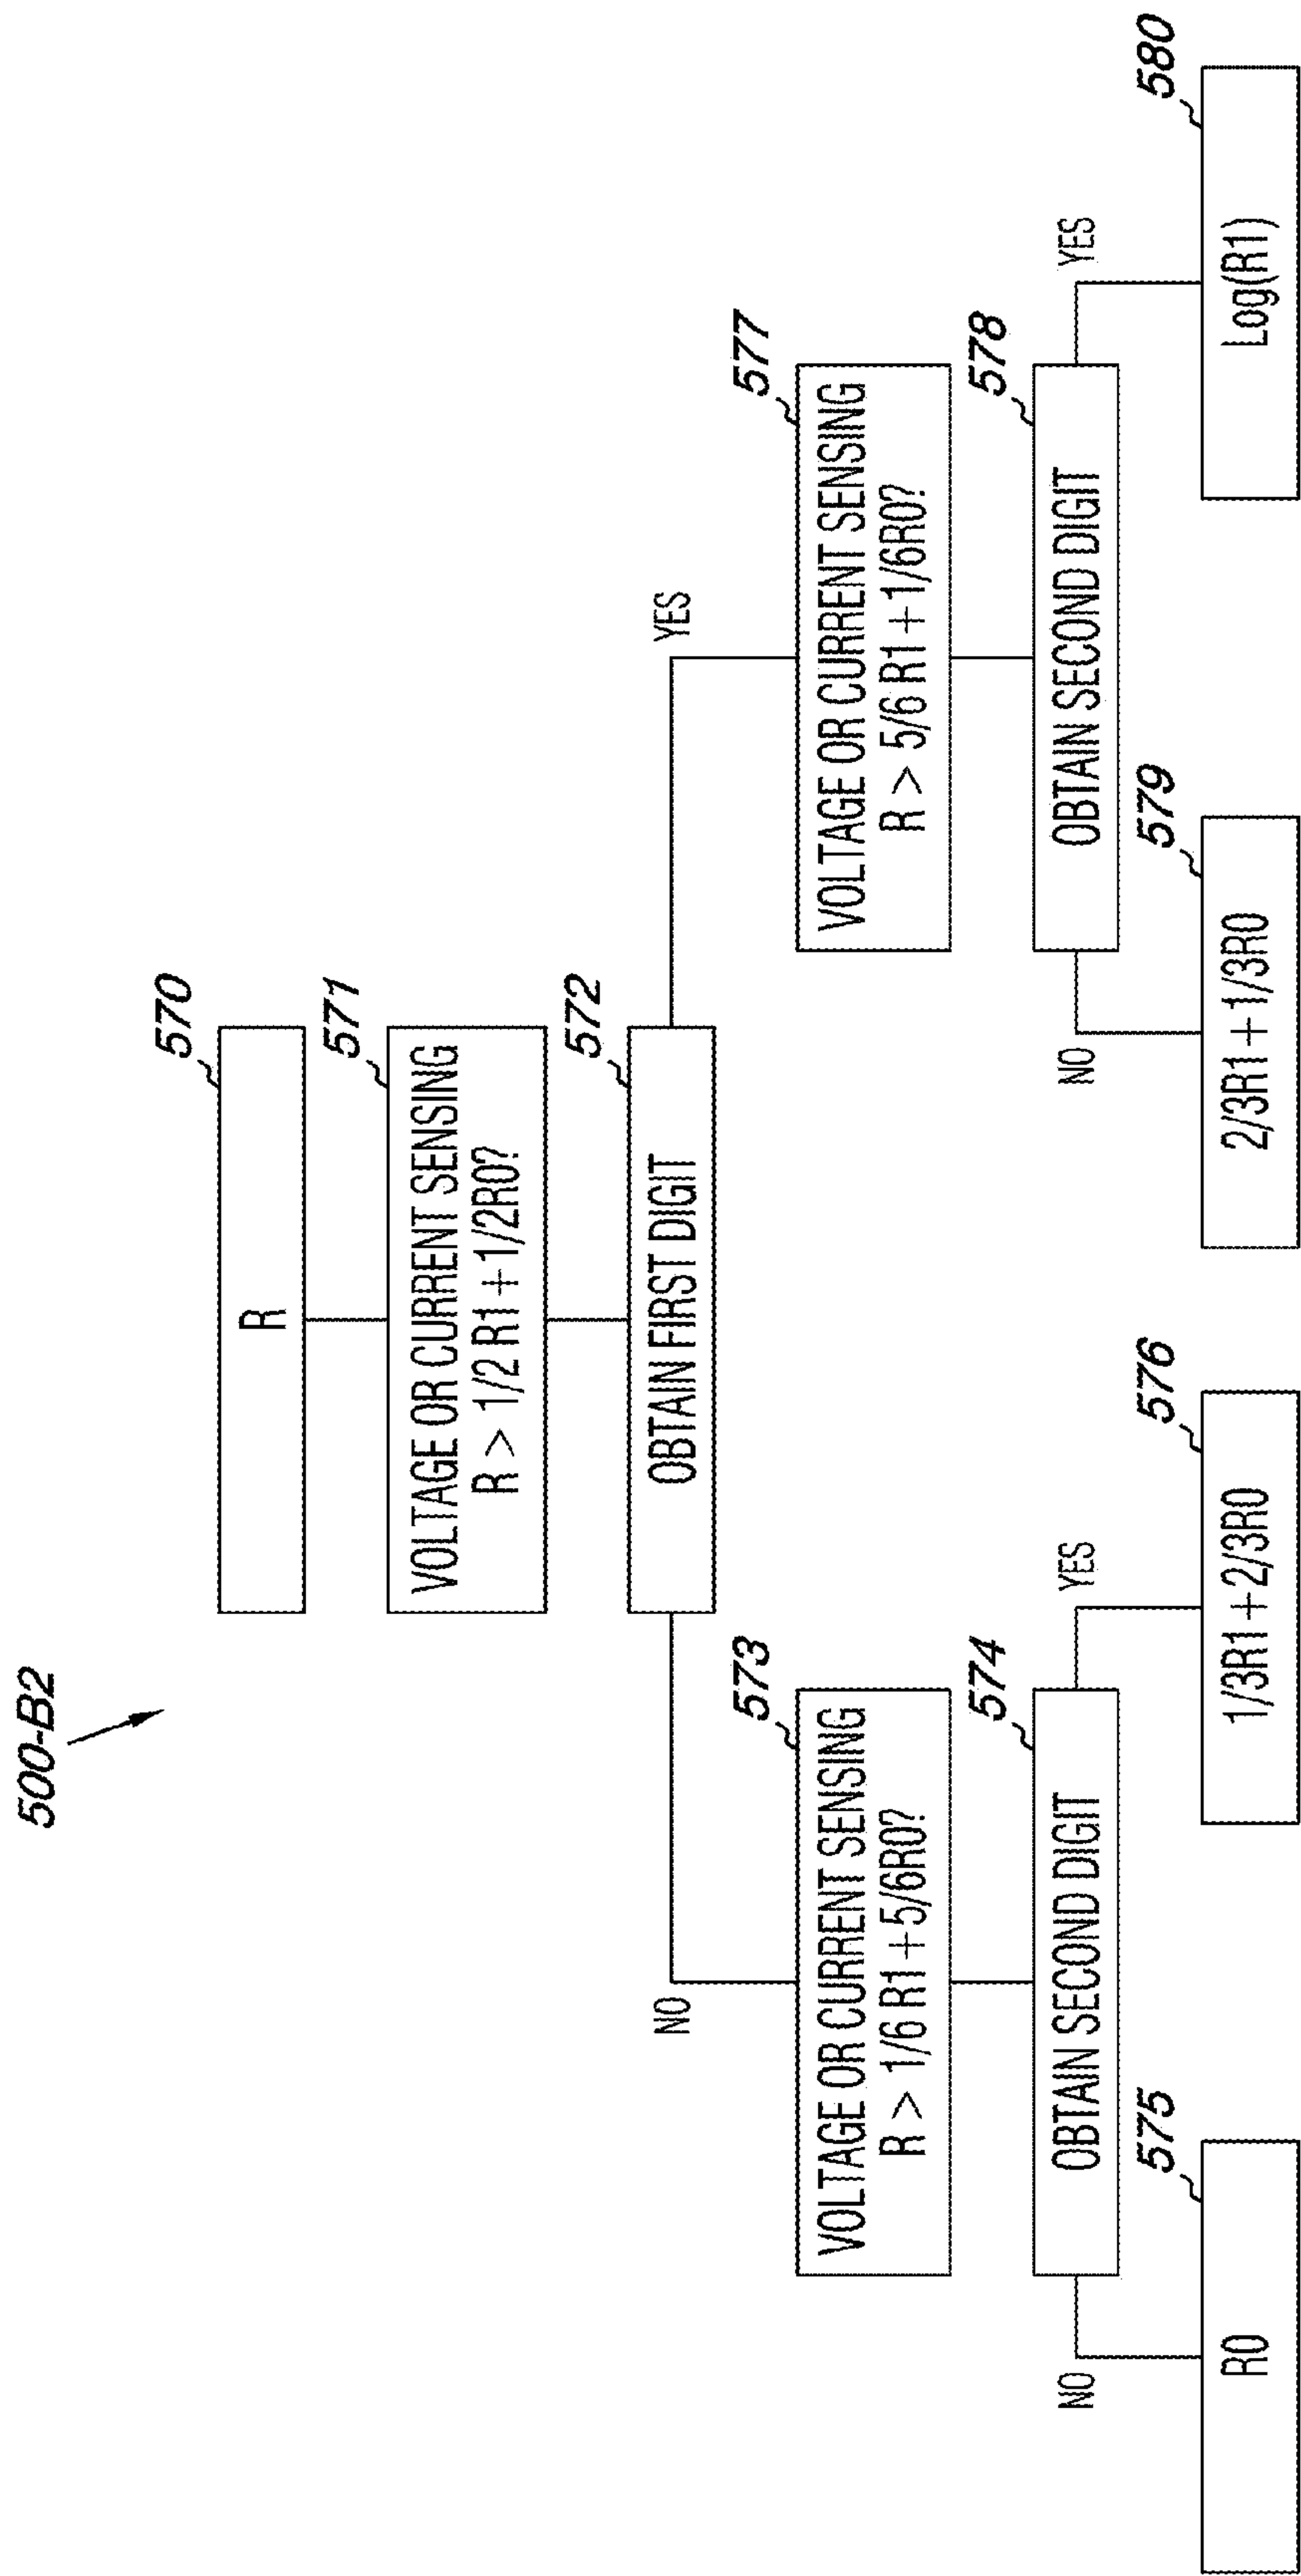 500-B2
570
R
571
VOLTAGE OR CURRENT SENSING
R > 1/2 R1+1/2R0?
572
OBTAIN FIRST DIGIT
NO
YES
573
VOLTAGE OR CURRENT SENSING
R > 1/6 R1+5/6R0?
574
OBTAIN SECOND DIGIT
NO
YES
575
R0
576
1/3R1+2/3R0
577
VOLTAGE OR CURRENT SENSING
R > 5/6 R1+1/6R0?
578
OBTAIN SECOND DIGIT
NO
YES
579
2/3R1+1/3R0
580
Log(R1)